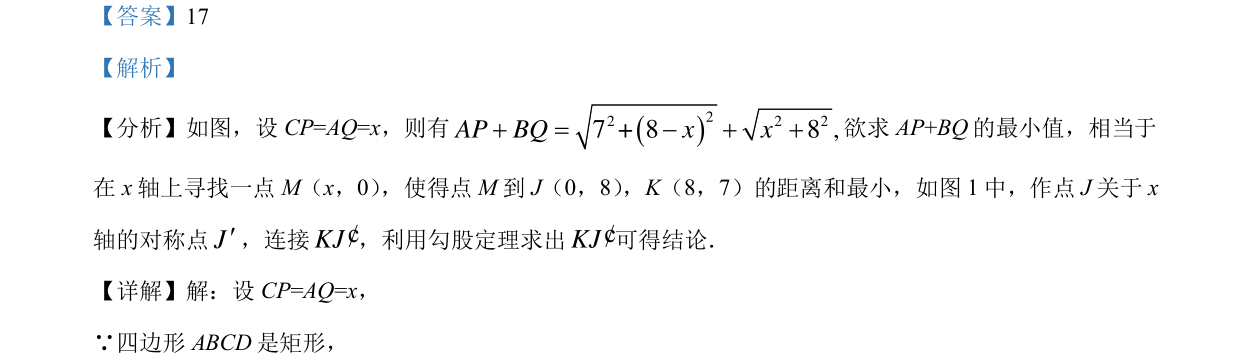 【答案】17
【解析】
【分析】如图，设 CP=AQ=x，则有 AP + BQ = √(7²+(8−x)²) + √(x²+8²) ,欲求 AP+BQ 的最小值，相当于
在 x 轴上寻找一点 M（x，0），使得点 M 到 J（0，8），K（8，7）的距离和最小，如图 1 中，作点 J 关于 x
轴的对称点 J′，连接 KJ¢，利用勾股定理求出 KJ¢可得结论．
【详解】解：设 CP=AQ=x，
∵四边形 ABCD 是矩形，